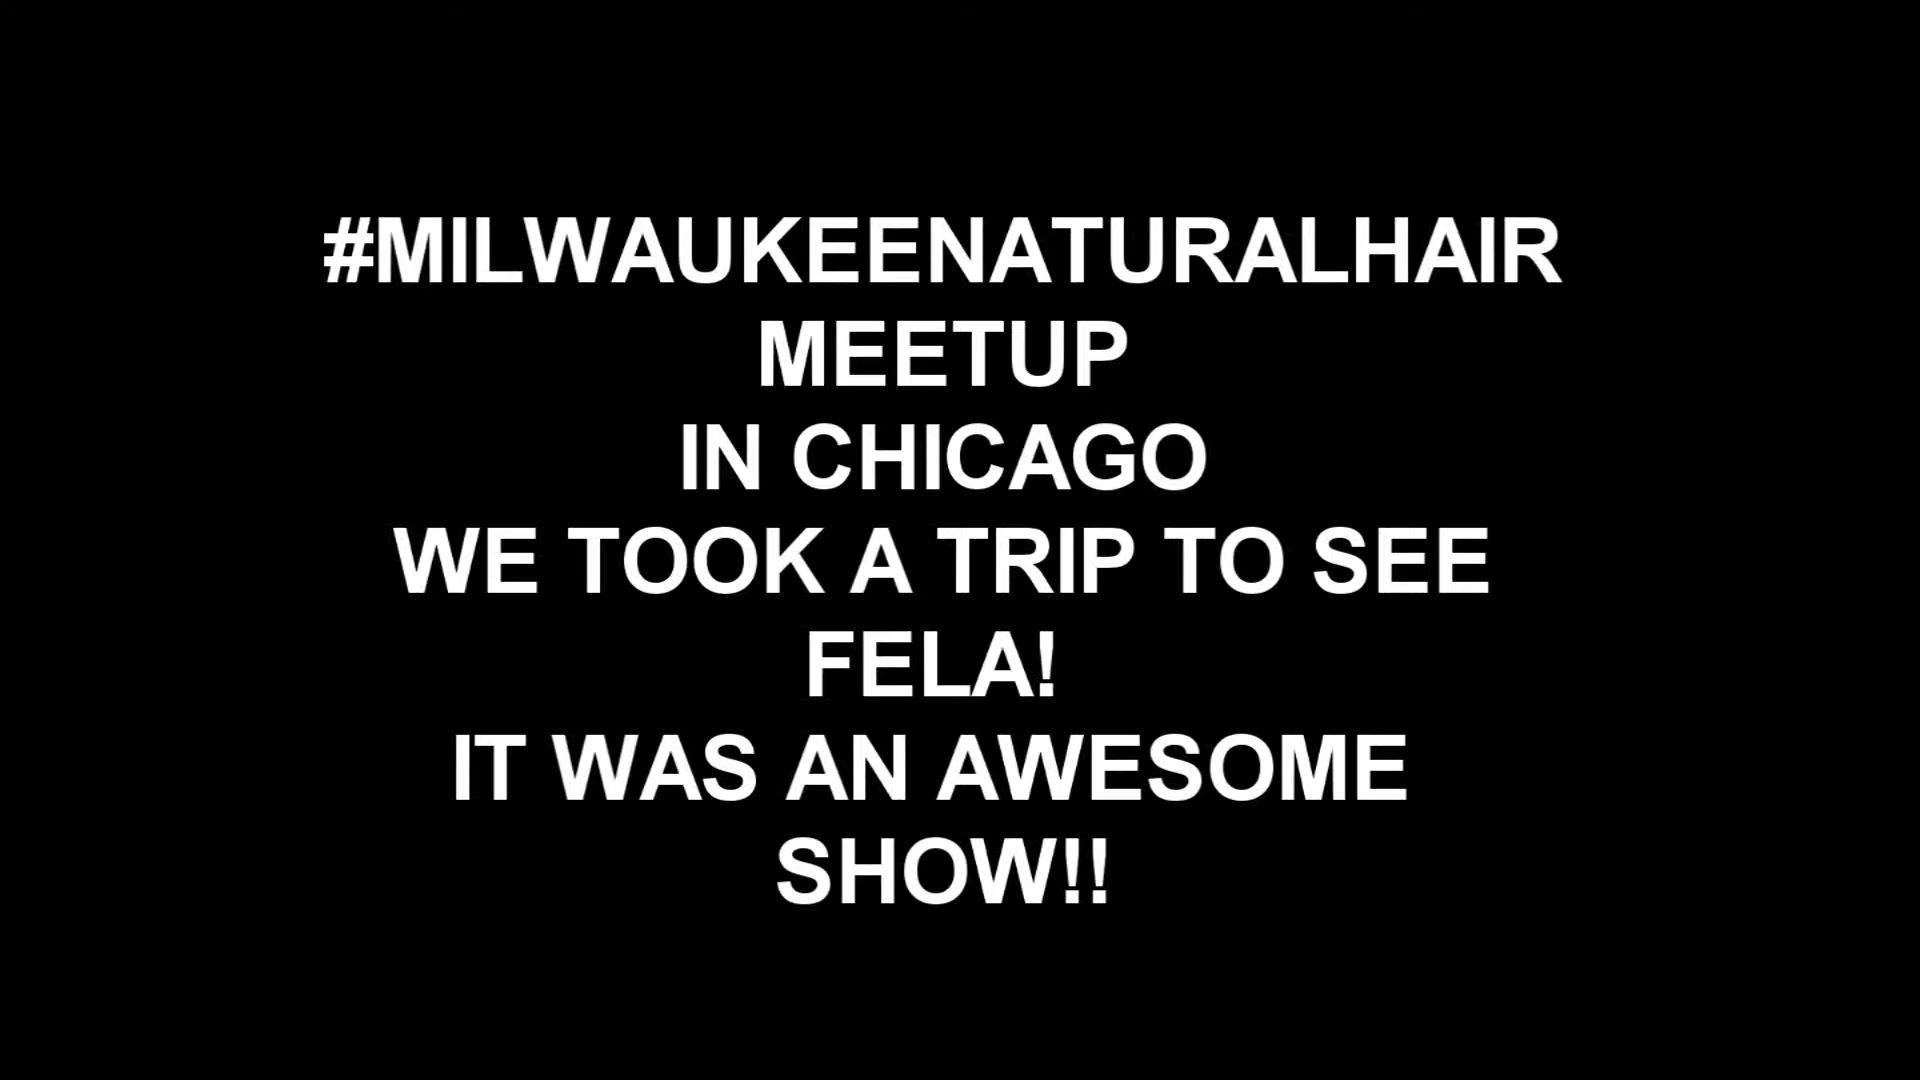 #MILWAUKEENATURALHAIR
MEETUP
IN CHICAGO
WE TOOK A TRIP TO SEE
FELA!
IT WAS AN AWESOME
SHOW!!